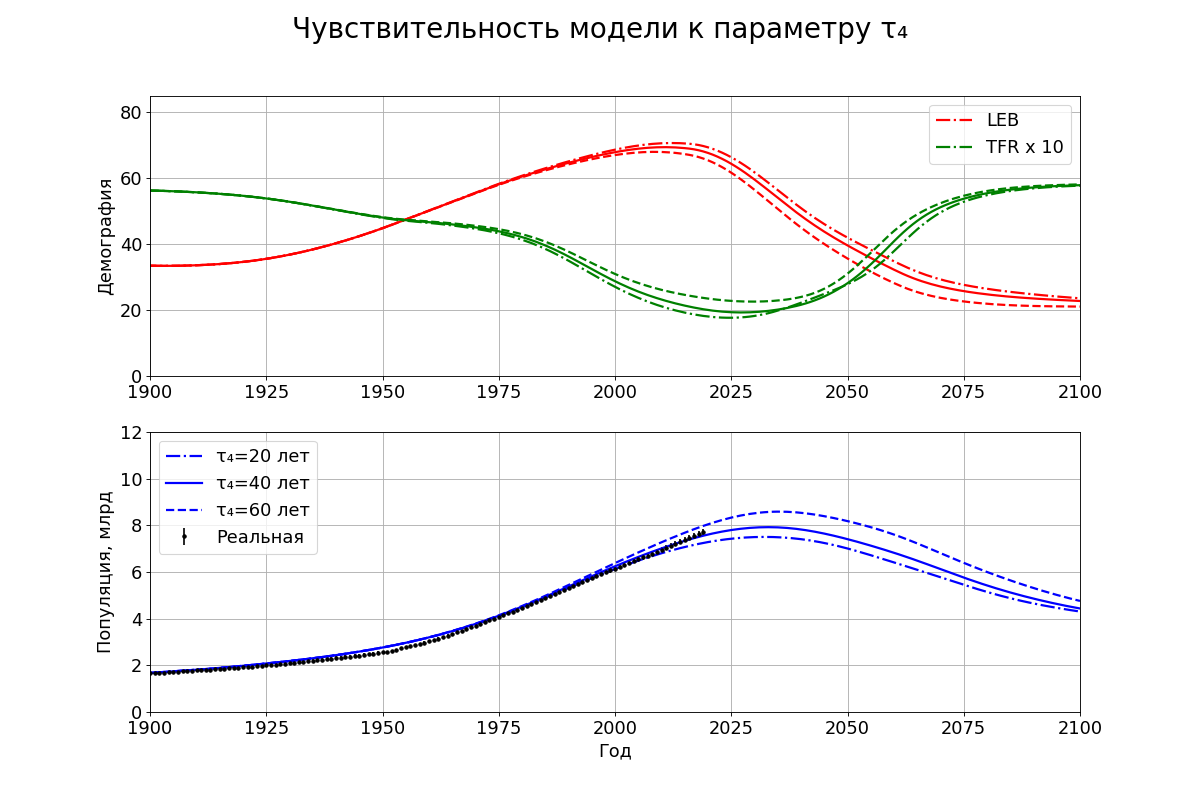 Чувствительность модели к параметру τ₄
80
60
40
20
0
Демография
LEB
TFR x 10
1900 1925 1950 1975 2000 2025 2050 2075 2100
12
10
8
6
4
2
0
Популяция, млрд
τ₄=20 лет
τ₄=40 лет
τ₄=60 лет
Реальная
1900 1925 1950 1975 2000 2025 2050 2075 2100
Год